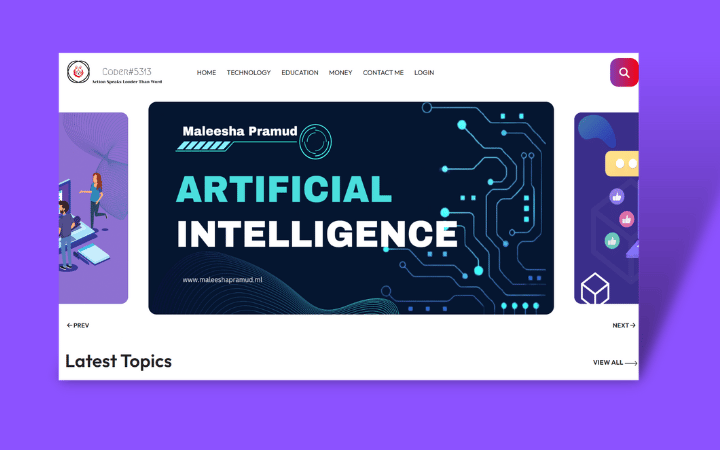 Coder#5313
Action Speaks Louder Than Word
HOME TECHNOLOGY EDUCATION MONEY CONTACT ME LOGIN
Maleesha Pramud
ARTIFICIAL
INTELLIGENCE
www.maleeshapramud.ml
← PREV
NEXT →
Latest Topics
VIEW ALL